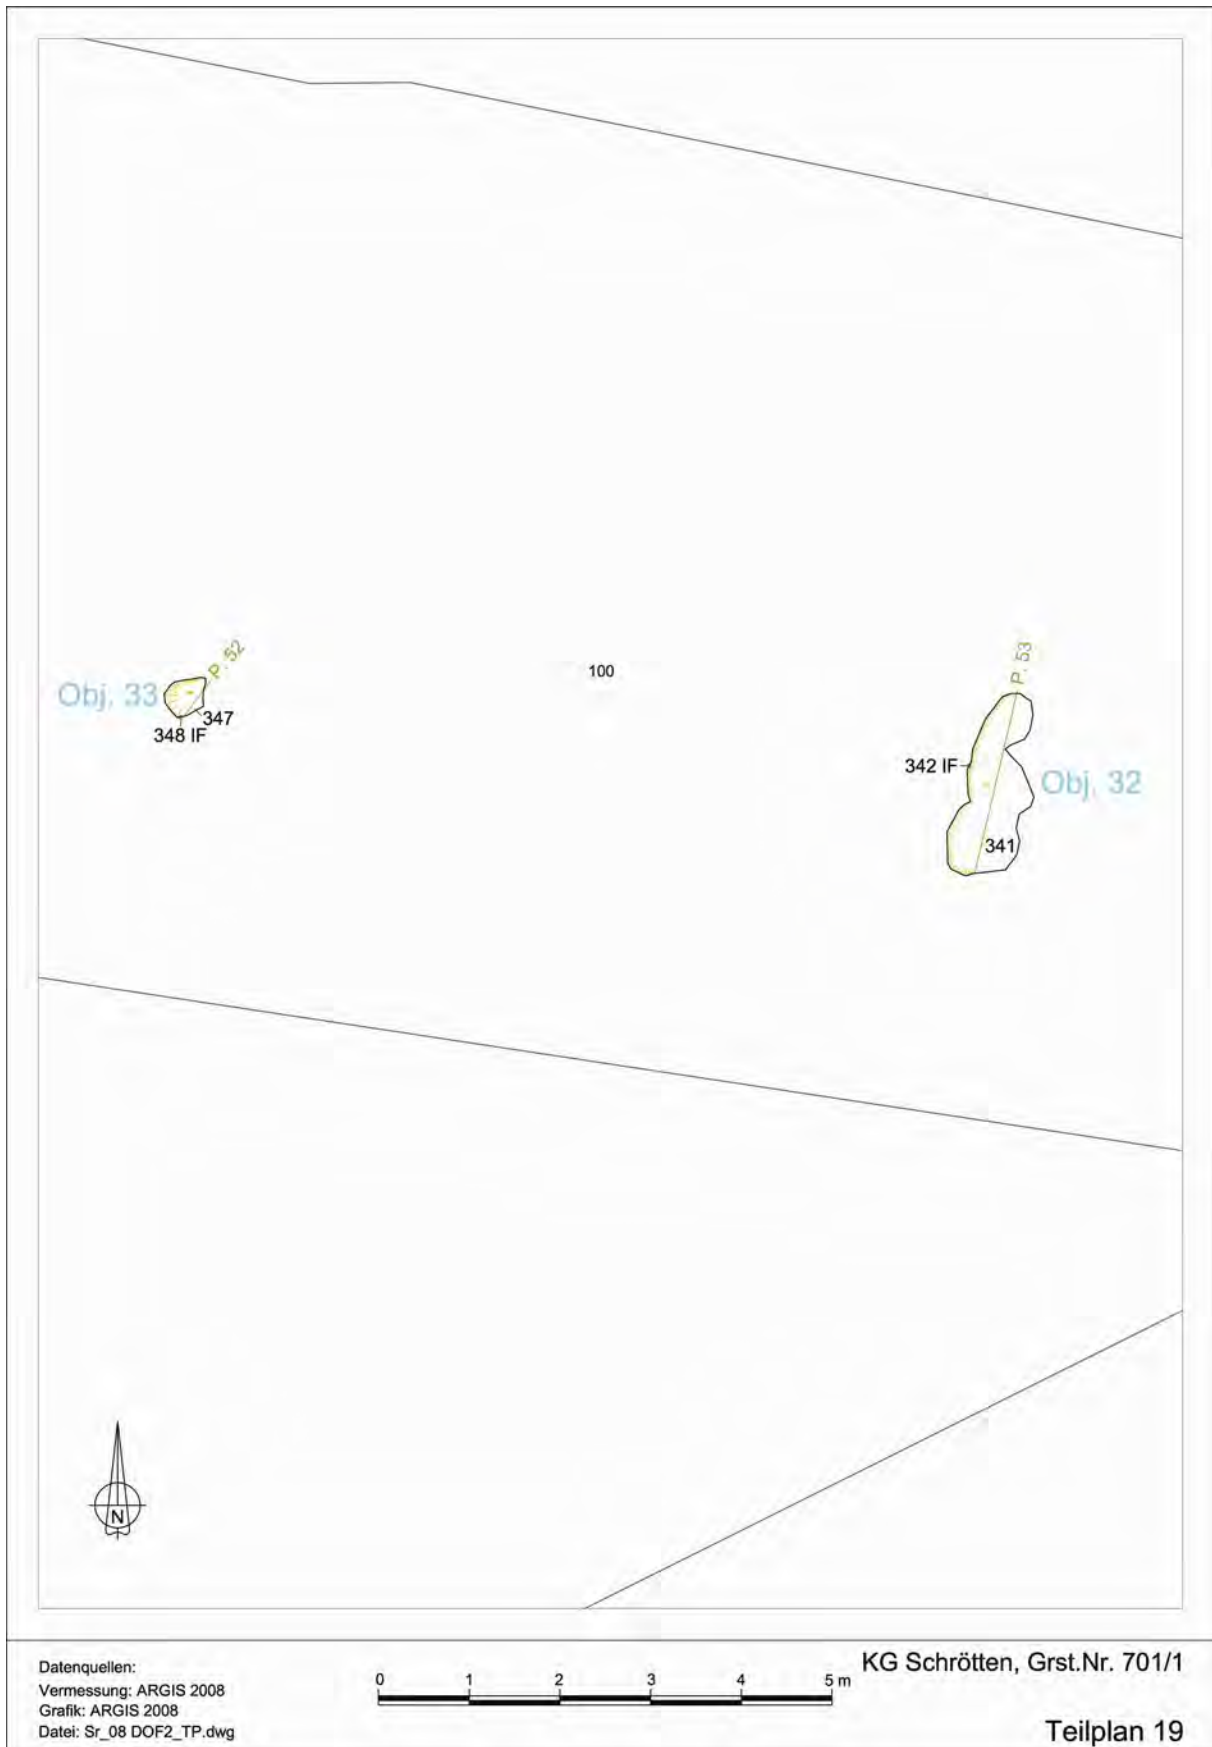 P. 52
Obj. 33
347
348 IF
100
P. 53
342 IF
Obj. 32
341
N
Datenquellen:
Vermessung: ARGIS 2008
Grafik: ARGIS 2008
Datei: Sr_08 DOF2_TP.dwg
0 1 2 3 4 5 m
KG Schrötten, Grst.Nr. 701/1
Teilplan 19